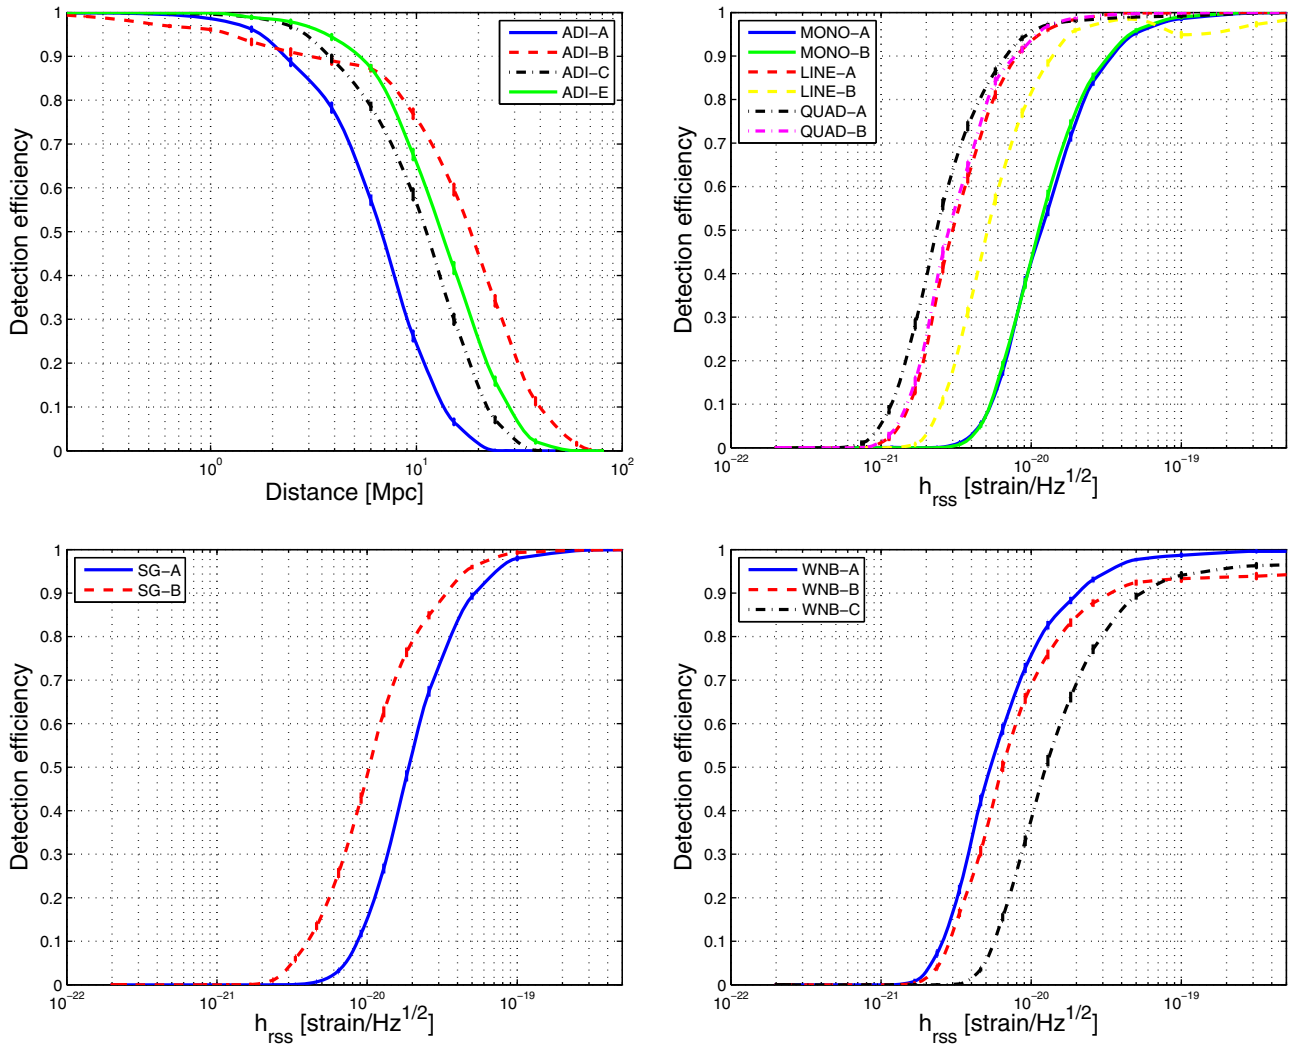 1
0.9
0.8
0.7
0.6
0.5
0.4
0.3
0.2
0.1
0
Detection efficiency
ADI−A
ADI−B
ADI−C
ADI−E
10^0
10^1
10^2
Distance [Mpc]
1
0.9
0.8
0.7
0.6
0.5
0.4
0.3
0.2
0.1
0
Detection efficiency
MONO−A
MONO−B
LINE−A
LINE−B
QUAD−A
QUAD−B
10^−22
10^−21
10^−20
10^−19
h_rss [strain/Hz^1/2]
1
0.9
0.8
0.7
0.6
0.5
0.4
0.3
0.2
0.1
0
Detection efficiency
SG−A
SG−B
10^−22
10^−21
10^−20
10^−19
h_rss [strain/Hz^1/2]
1
0.9
0.8
0.7
0.6
0.5
0.4
0.3
0.2
0.1
0
Detection efficiency
WNB−A
WNB−B
WNB−C
10^−22
10^−21
10^−20
10^−19
h_rss [strain/Hz^1/2]